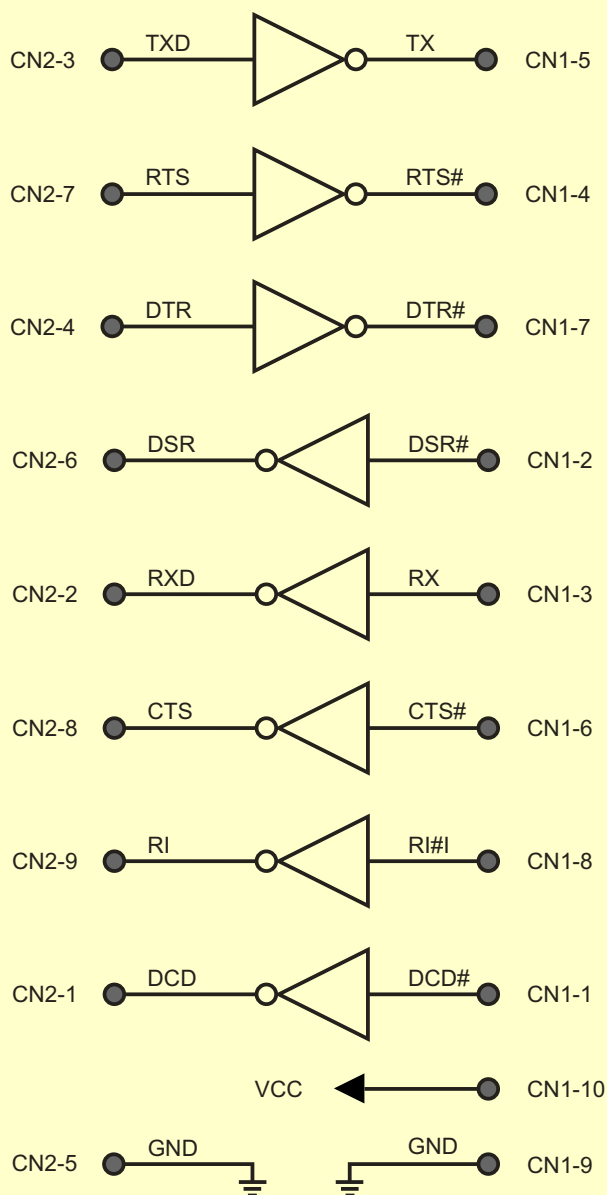 CN2-3 TXD TX CN1-5
CN2-7 RTS RTS# CN1-4
CN2-4 DTR DTR# CN1-7
CN2-6 DSR DSR# CN1-2
CN2-2 RXD RX CN1-3
CN2-8 CTS CTS# CN1-6
CN2-9 RI RI#I CN1-8
CN2-1 DCD DCD# CN1-1
VCC CN1-10
CN2-5 GND GND CN1-9